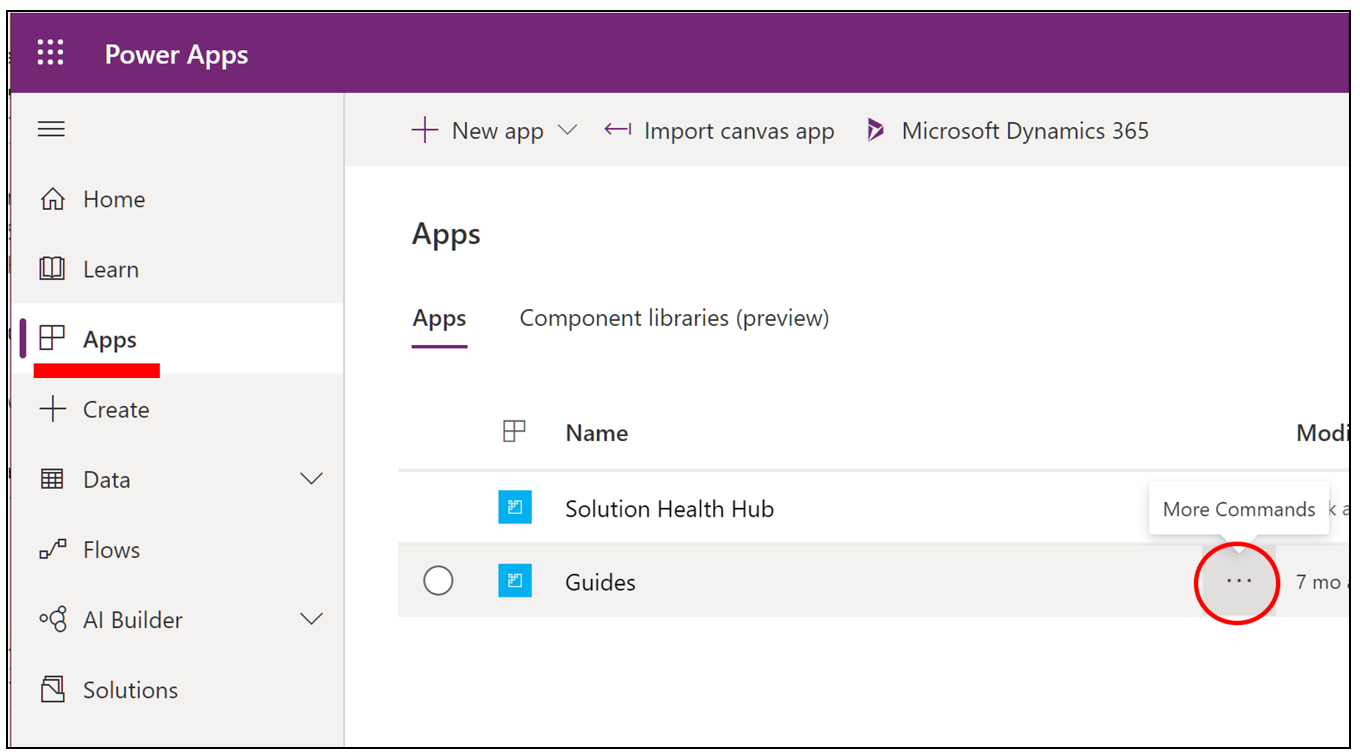 Power Apps
New app
Import canvas app
Microsoft Dynamics 365
Home
Learn
Apps
Create
Data
Flows
AI Builder
Solutions
Apps
Apps
Component libraries (preview)
Name
Solution Health Hub
More Commands
Guides
7 mo